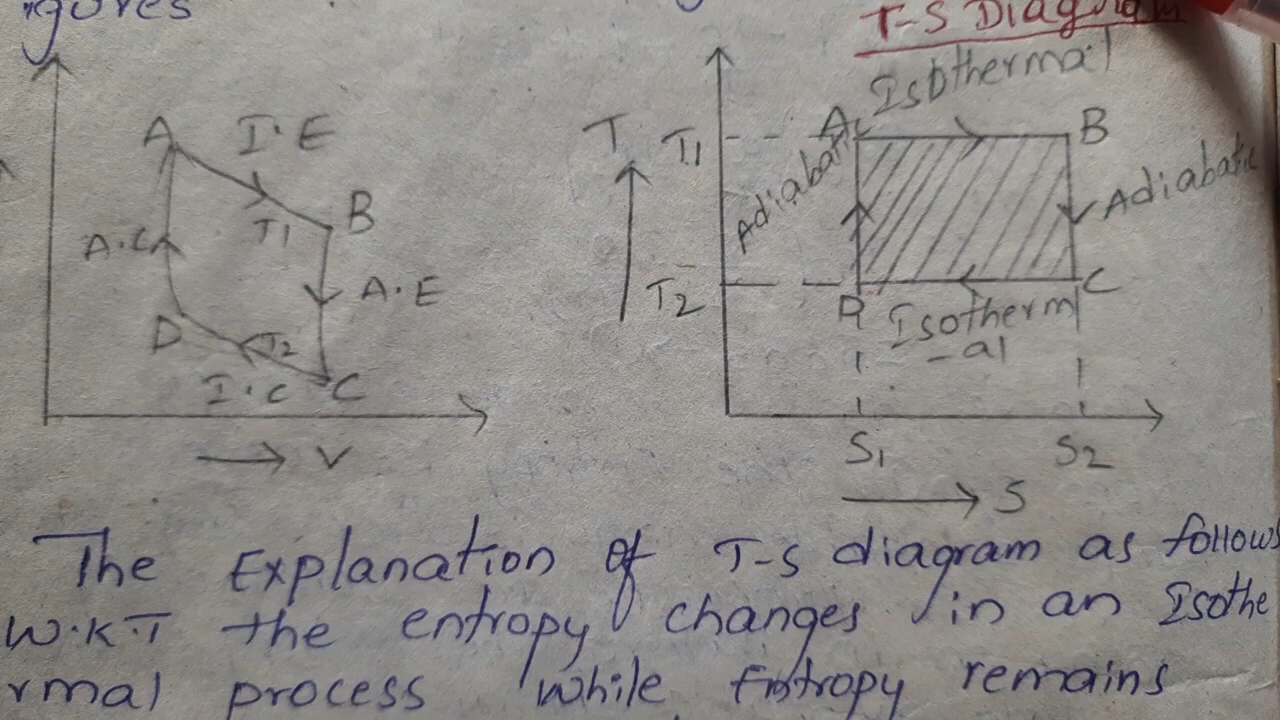 gures
T-S Diagram
Isothermal
A I.E
T1
B
A.C
A.E
D
T2
I.C
C
V
T
T1
A
B
Adiabatic
Adiabatic
T2
D
C
Isotherm
-al
S1
S2
S
The Explanation of T-S diagram as follows
W.K.T the entropy changes in an Isothe
rmal process while Entropy remains